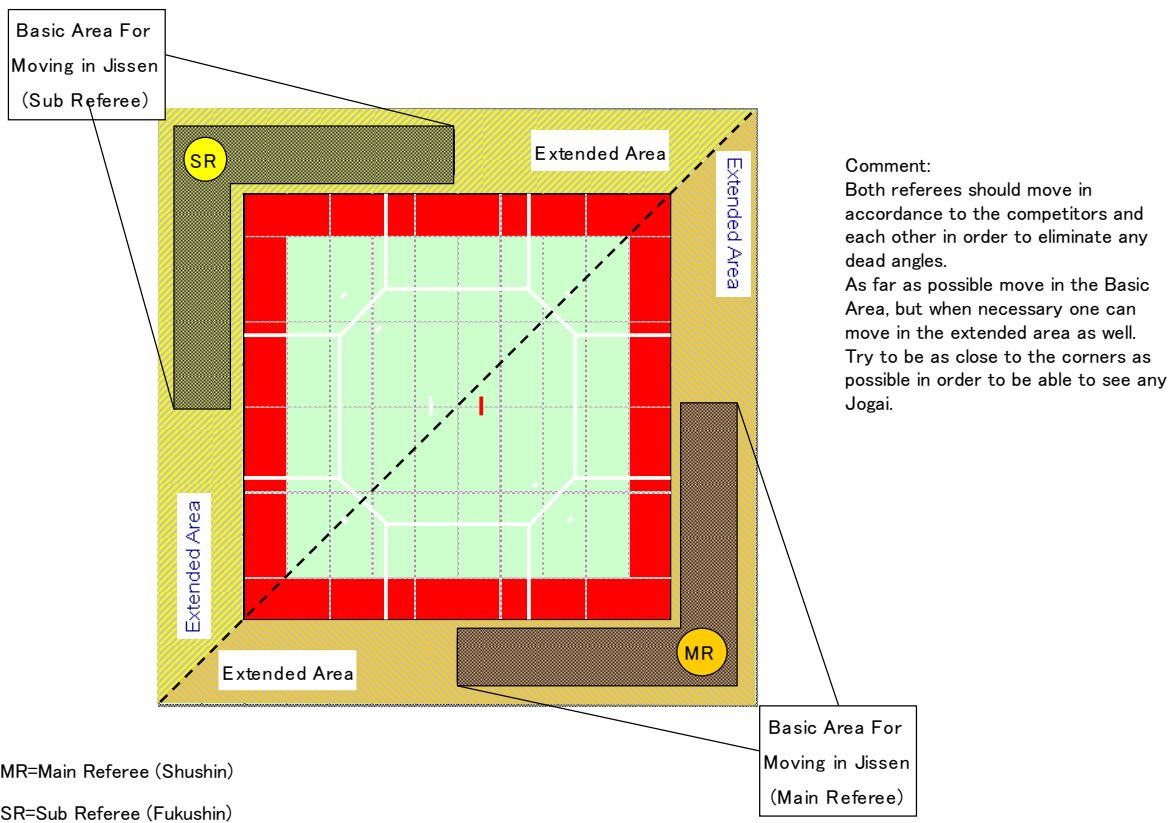 Basic Area For
Moving in Jissen
(Sub Referee)
SR
Extended Area
Extended Area
Comment:
Both referees should move in
accordance to the competitors and
each other in order to eliminate any
dead angles.
As far as possible move in the Basic
Area, but when necessary one can
move in the extended area as well.
Try to be as close to the corners as
possible in order to be able to see any
Jogai.
Extended Area
Extended Area
MR
Basic Area For
Moving in Jissen
(Main Referee)
MR=Main Referee (Shushin)
SR=Sub Referee (Fukushin)